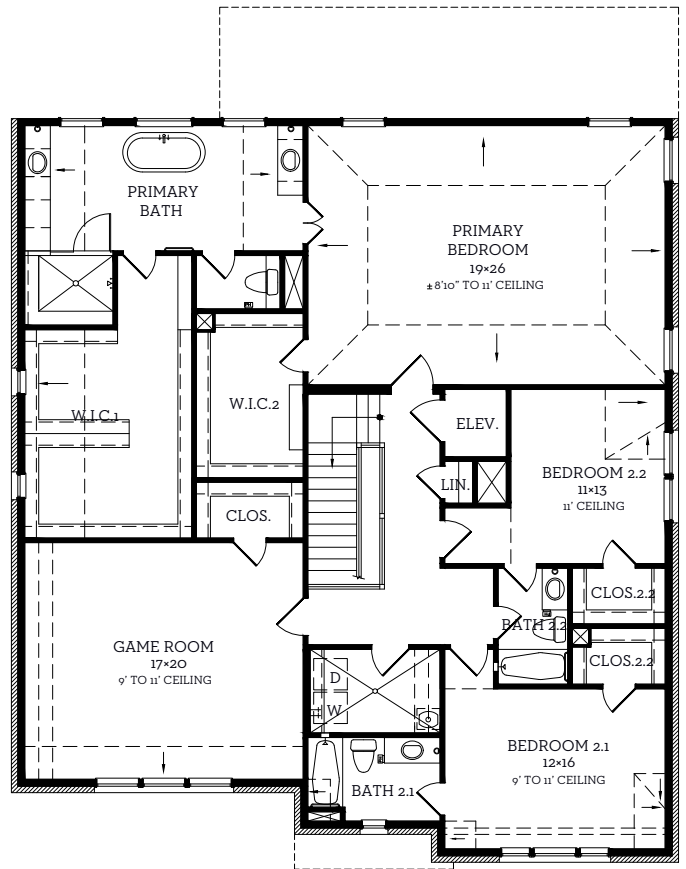 PRIMARY
BATH
PRIMARY
BEDROOM
19×26
±8'10" TO 11' CEILING
W.I.C.1
W.I.C.2
ELEV.
LIN.
BEDROOM 2.2
11×13
11' CEILING
CLOS.
CLOS.2.2
BATH 2.2
CLOS.2.2
GAME ROOM
17×20
9' TO 11' CEILING
D
W
BATH 2.1
BEDROOM 2.1
12×16
9' TO 11' CEILING